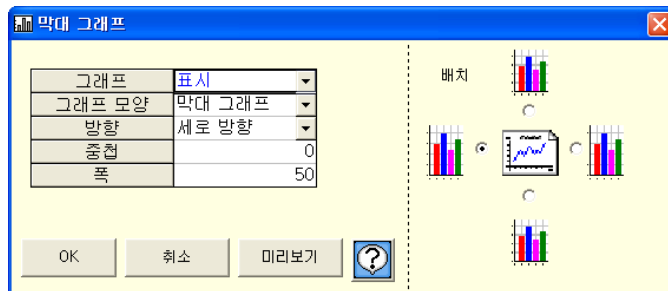 막대 그래프
그래프 표시
그래프 모양 막대 그래프
방향 세로 방향
중첩 0
폭 50
OK 취소 미리보기
배치